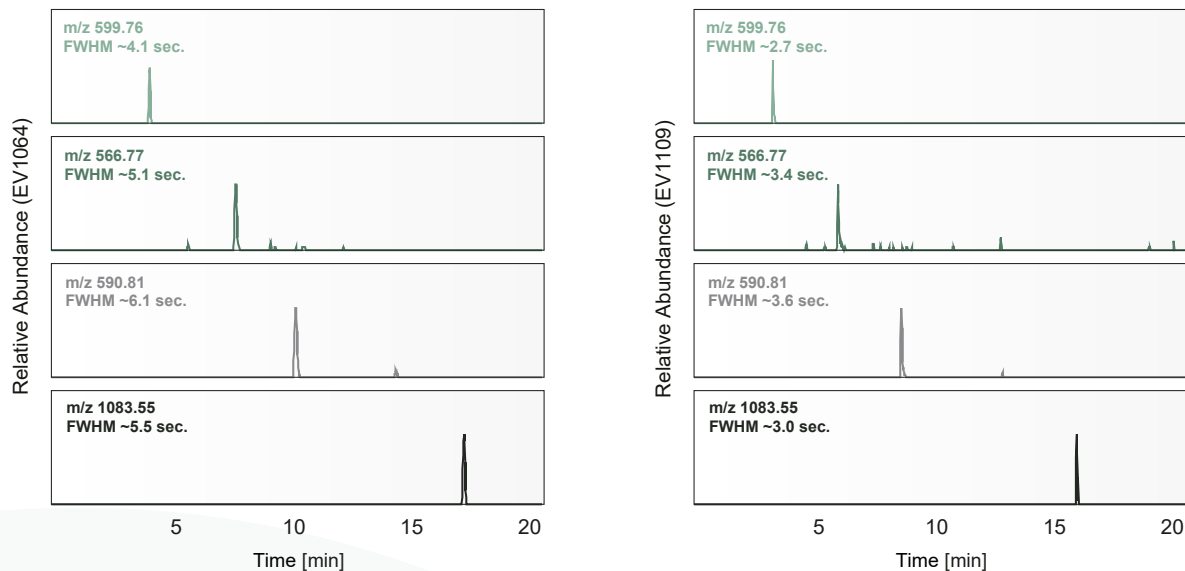 Relative Abundance (EV1064)
m/z 599.76
FWHM ~4.1 sec.
m/z 566.77
FWHM ~5.1 sec.
m/z 590.81
FWHM ~6.1 sec.
m/z 1083.55
FWHM ~5.5 sec.
5 10 15 20
Time [min]
Relative Abundance (EV1109)
m/z 599.76
FWHM ~2.7 sec.
m/z 566.77
FWHM ~3.4 sec.
m/z 590.81
FWHM ~3.6 sec.
m/z 1083.55
FWHM ~3.0 sec.
5 10 15 20
Time [min]